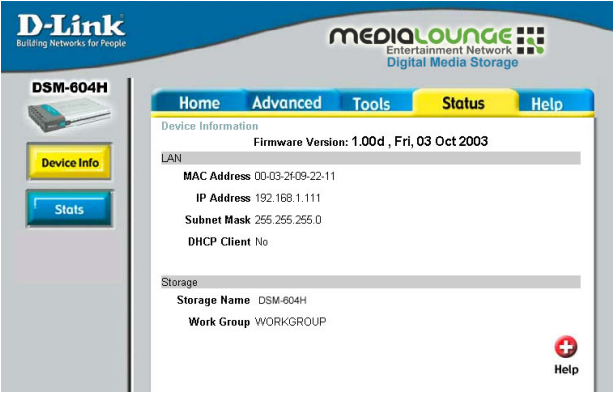 D-Link
Building Networks for People
MEDIALOUNGE
Entertainment Network
Digital Media Storage
DSM-604H
Home Advanced Tools Status Help
Device Info
Stats
Device Information
Firmware Version: 1.00d , Fri, 03 Oct 2003
LAN
MAC Address 00-03-2f-09-22-11
IP Address 192.168.1.111
Subnet Mask 255.255.255.0
DHCP Client No
Storage
Storage Name DSM-604H
Work Group WORKGROUP
Help